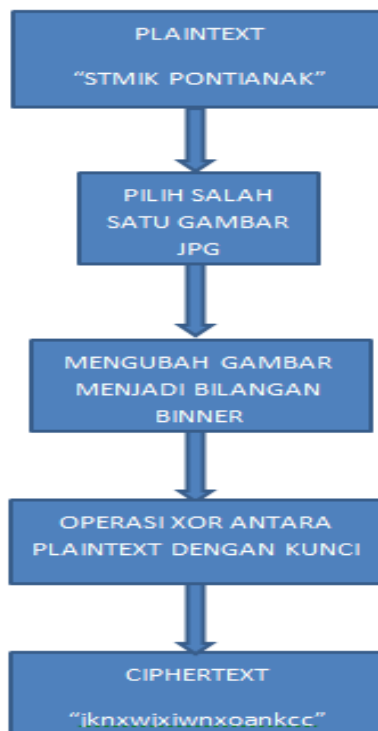 PLAINTEXT
“STMIK PONTIANAK”
PILIH SALAH
SATU GAMBAR
JPG
MENGUBAH GAMBAR
MENJADI BILANGAN
BINNER
OPERASI XOR ANTARA
PLAINTEXT DENGAN KUNCI
CIPHERTEXT
“jknxwjxiwnxoankcc”